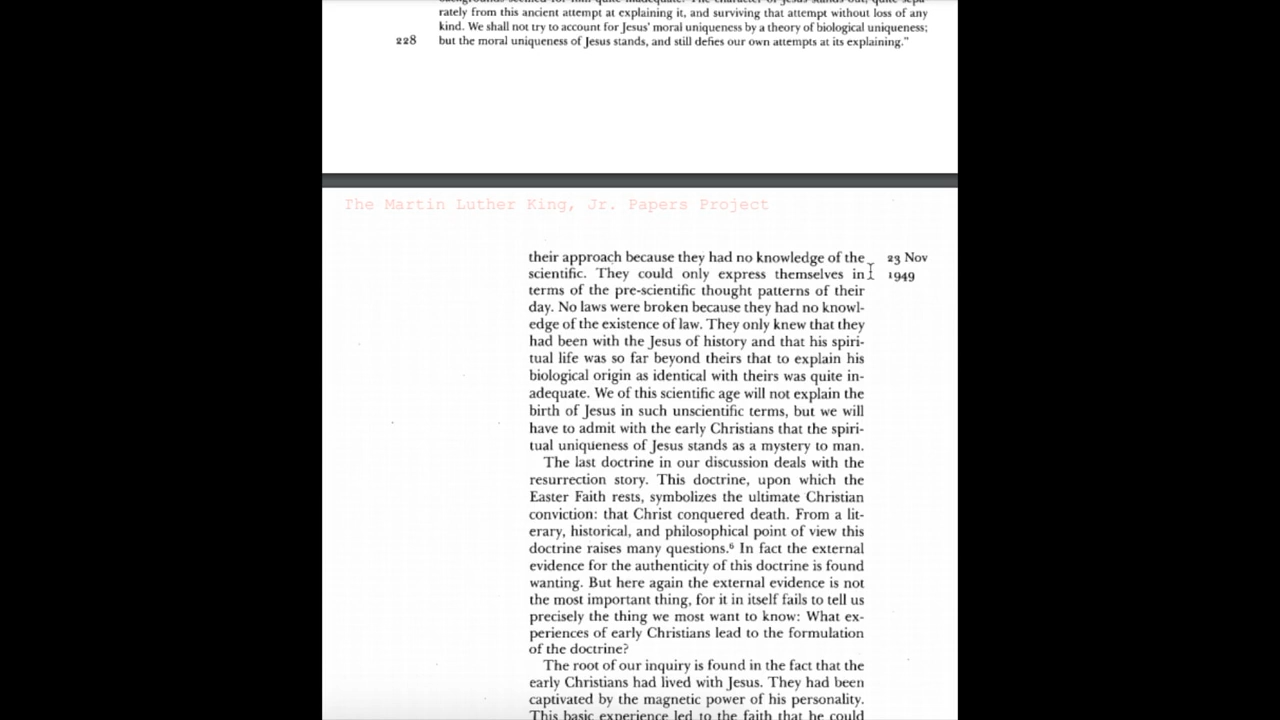 rately from this ancient attempt at explaining it, and surviving that attempt without loss of any
kind. We shall not try to account for Jesus' moral uniqueness by a theory of biological uniqueness;
228 but the moral uniqueness of Jesus stands, and still defies our own attempts at its explaining."
The Martin Luther King, Jr. Papers Project
their approach because they had no knowledge of the 23 Nov
scientific. They could only express themselves in 1949
terms of the pre-scientific thought patterns of their
day. No laws were broken because they had no knowl-
edge of the existence of law. They only knew that they
had been with the Jesus of history and that his spiri-
tual life was so far beyond theirs that to explain his
biological origin as identical with theirs was quite in-
adequate. We of this scientific age will not explain the
birth of Jesus in such unscientific terms, but we will
have to admit with the early Christians that the spiri-
tual uniqueness of Jesus stands as a mystery to man.
The last doctrine in our discussion deals with the
resurrection story. This doctrine, upon which the
Easter Faith rests, symbolizes the ultimate Christian
conviction: that Christ conquered death. From a lit-
erary, historical, and philosophical point of view this
doctrine raises many questions.⁶ In fact the external
evidence for the authenticity of this doctrine is found
wanting. But here again the external evidence is not
the most important thing, for it in itself fails to tell us
precisely the thing we most want to know: What ex-
periences of early Christians lead to the formulation
of the doctrine?
The root of our inquiry is found in the fact that the
early Christians had lived with Jesus. They had been
captivated by the magnetic power of his personality.
This basic experience led to the faith that he could